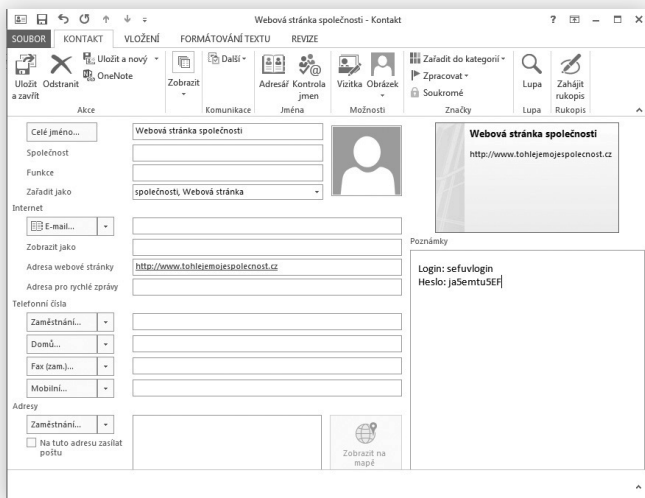 Webová stránka společnosti - Kontakt
SOUBOR KONTAKT VLOŽENÍ FORMÁTOVÁNÍ TEXTU REVIZE
Uložit a zavřít
Odstranit
Uložit a nový
OneNote
Akce
Zobrazit
Další
Komunikace
Adresář
Kontrola jmen
Jména
Vizitka
Obrázek
Možnosti
Zařadit do kategorií
Zpracovat
Soukromé
Značky
Lupa
Lupa
Zahájit rukopis
Rukopis
Celé jméno... Webová stránka společnosti
Společnost
Funkce
Zařadit jako společnosti, Webová stránka
Internet
E-mail...
Zobrazit jako
Adresa webové stránky http://www.tohlejemojespolecnost.cz
Adresa pro rychlé zprávy
Telefonní čísla
Zaměstnání...
Domů...
Fax (zam.)...
Mobilní...
Adresy
Zaměstnání...
Na tuto adresu zasílat
poštu
Zobrazit na
mapě
Webová stránka společnosti
http://www.tohlejemojespolecnost.cz
Poznámky
Login: sefuvlogin
Heslo: ja5emtu5EF